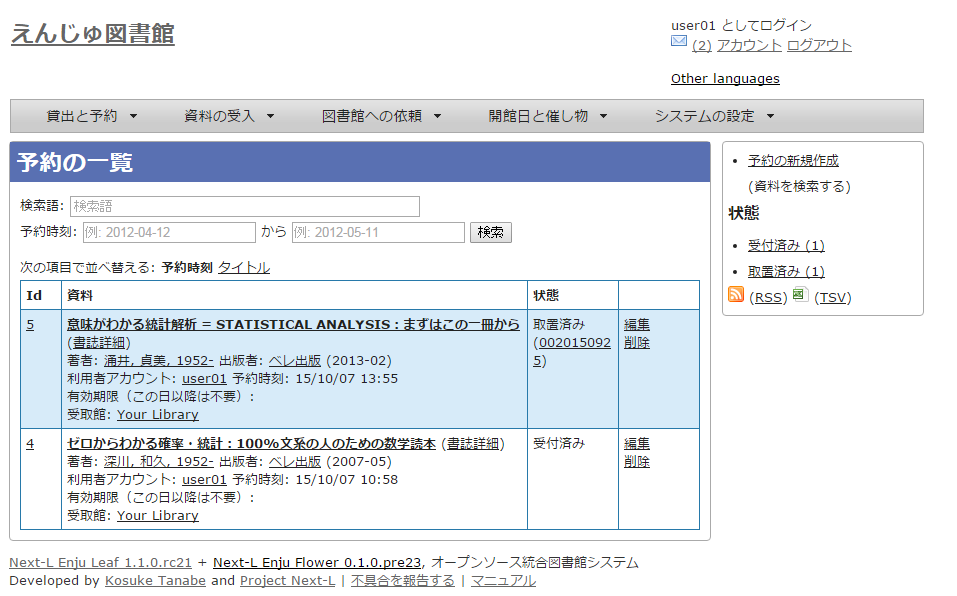 えんじゅ図書館
user01 としてログイン
(2) アカウント ログアウト
Other languages
貸出と予約 ▼ 資料の受入 ▼ 図書館への依頼 ▼ 開館日と催し物 ▼ システムの設定 ▼
予約の一覧
検索語: 検索語
予約時刻: 例: 2012-04-12 から 例: 2012-05-11 検索
次の項目で並べ替える: 予約時刻 タイトル
Id 資料 状態
5 意味がわかる統計解析 = STATISTICAL ANALYSIS : まずはこの一冊から 取置済み 編集
(書誌詳細) (002015092 削除
著者: 涌井, 貞美, 1952- 出版者: ベレ出版 (2013-02) 5)
利用者アカウント: user01 予約時刻: 15/10/07 13:55
有効期限（この日以降は不要）:
受取館: Your Library
4 ゼロからわかる確率・統計 : 100%文系の人のための数学読本 (書誌詳細) 受付済み 編集
著者: 深川, 和久, 1952- 出版者: ベレ出版 (2007-05) 削除
利用者アカウント: user01 予約時刻: 15/10/07 10:58
有効期限（この日以降は不要）:
受取館: Your Library
• 予約の新規作成
(資料を検索する)
状態
• 受付済み (1)
• 取置済み (1)
(RSS) (TSV)
Next-L Enju Leaf 1.1.0.rc21 + Next-L Enju Flower 0.1.0.pre23, オープンソース統合図書館システム
Developed by Kosuke Tanabe and Project Next-L | 不具合を報告する | マニュアル